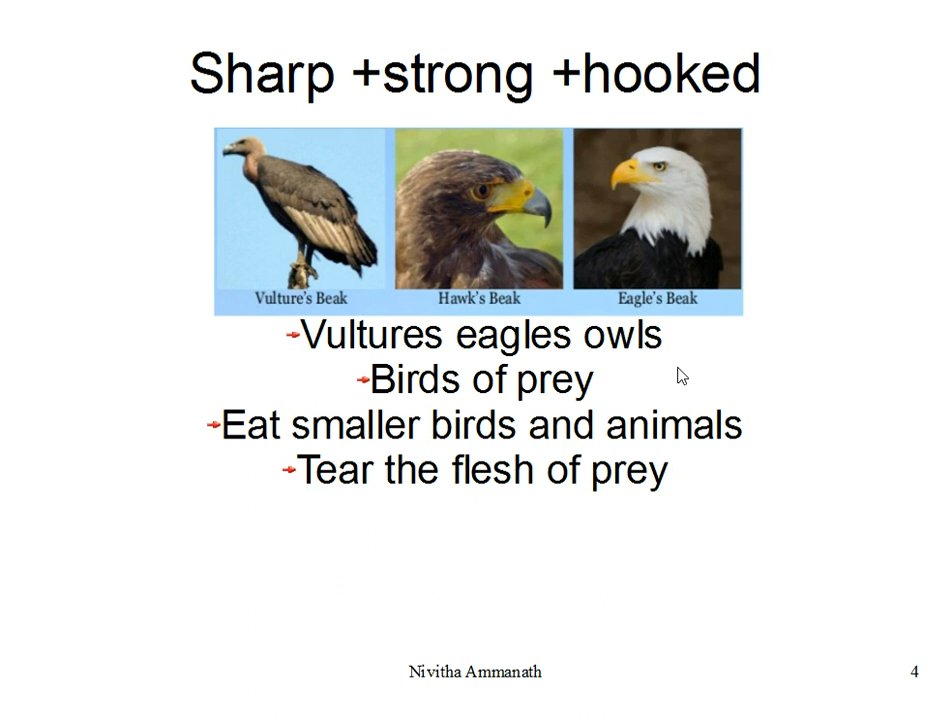 Sharp +strong +hooked
Vulture's Beak Hawk's Beak Eagle's Beak
Vultures eagles owls
Birds of prey
Eat smaller birds and animals
Tear the flesh of prey
Nivitha Ammanath 4